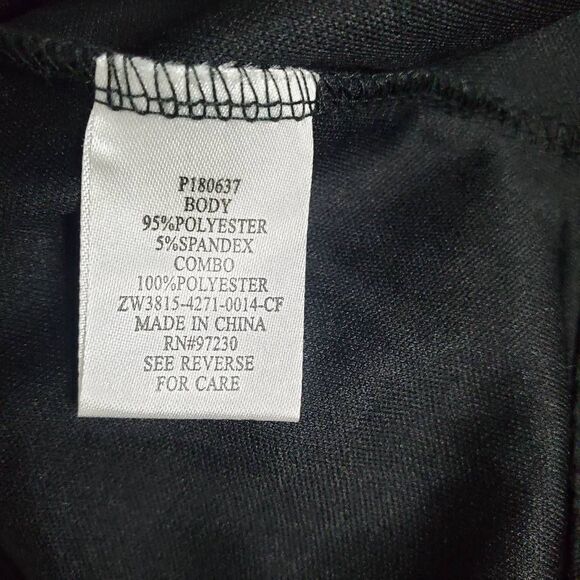 P180637
BODY
95%POLYESTER
5%SPANDEX
COMBO
100%POLYESTER
ZW3815-4271-0014-CF
MADE IN CHINA
RN#97230
SEE REVERSE
FOR CARE